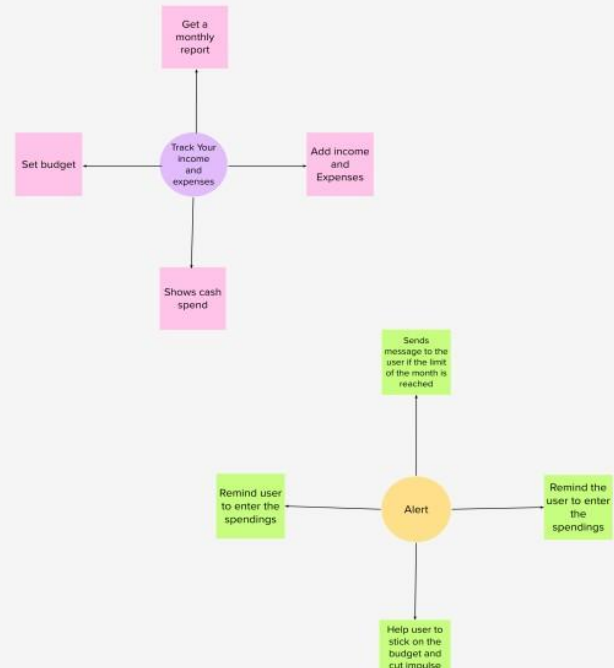 Get a
monthly
report
Set budget
Track Your
income
and
expenses
Add income
and
Expenses
Shows cash
spend
Sends
message to the
user if the limit
of the month is
reached
Remind user
to enter the
spendings
Alert
Remind the
user to enter
the
spendings
Help user to
stick on the
budget and
cut impulse